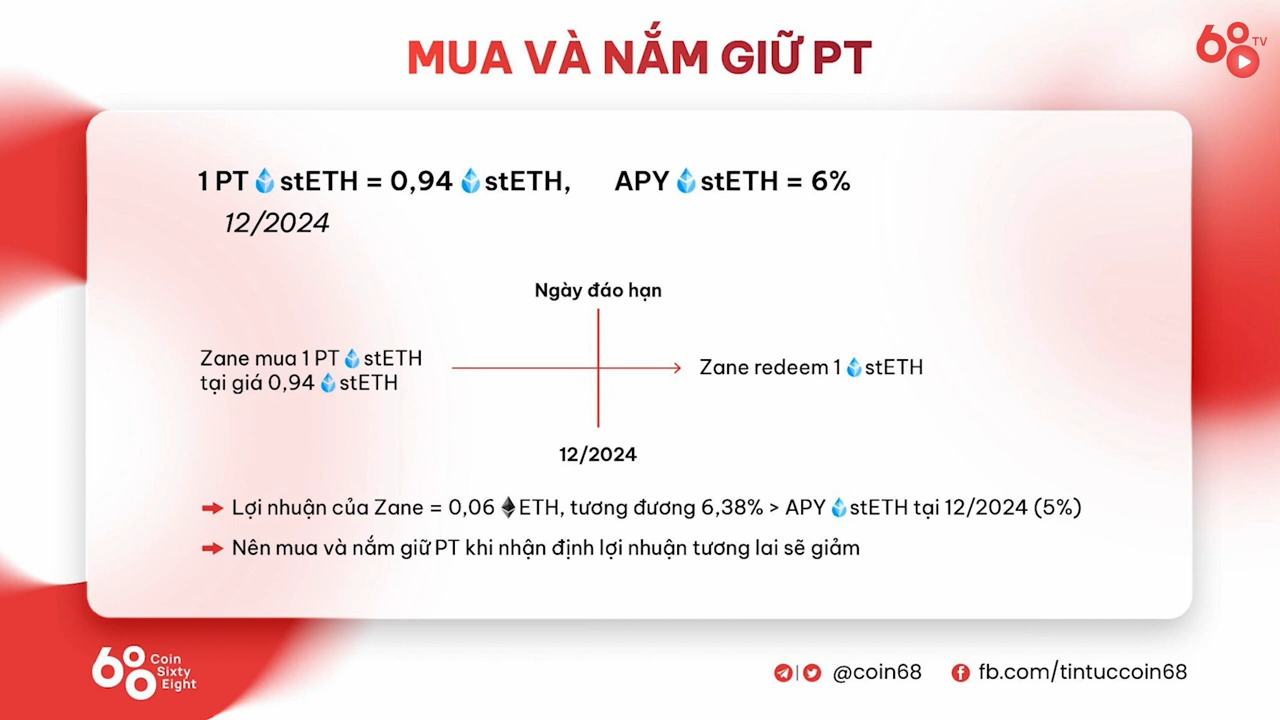 MUA VÀ NẮM GIỮ PT
68 TV
1 PT stETH = 0,94 stETH, APY stETH = 6%
12/2024
Ngày đáo hạn
Zane mua 1 PT stETH
tại giá 0,94 stETH
Zane redeem 1 stETH
12/2024
Lợi nhuận của Zane = 0,06 ETH, tương đương 6,38% > APY stETH tại 12/2024 (5%)
Nên mua và nắm giữ PT khi nhận định lợi nhuận tương lai sẽ giảm
68 Coin
Sixty
Eight
@coin68 fb.com/tintuccoin68